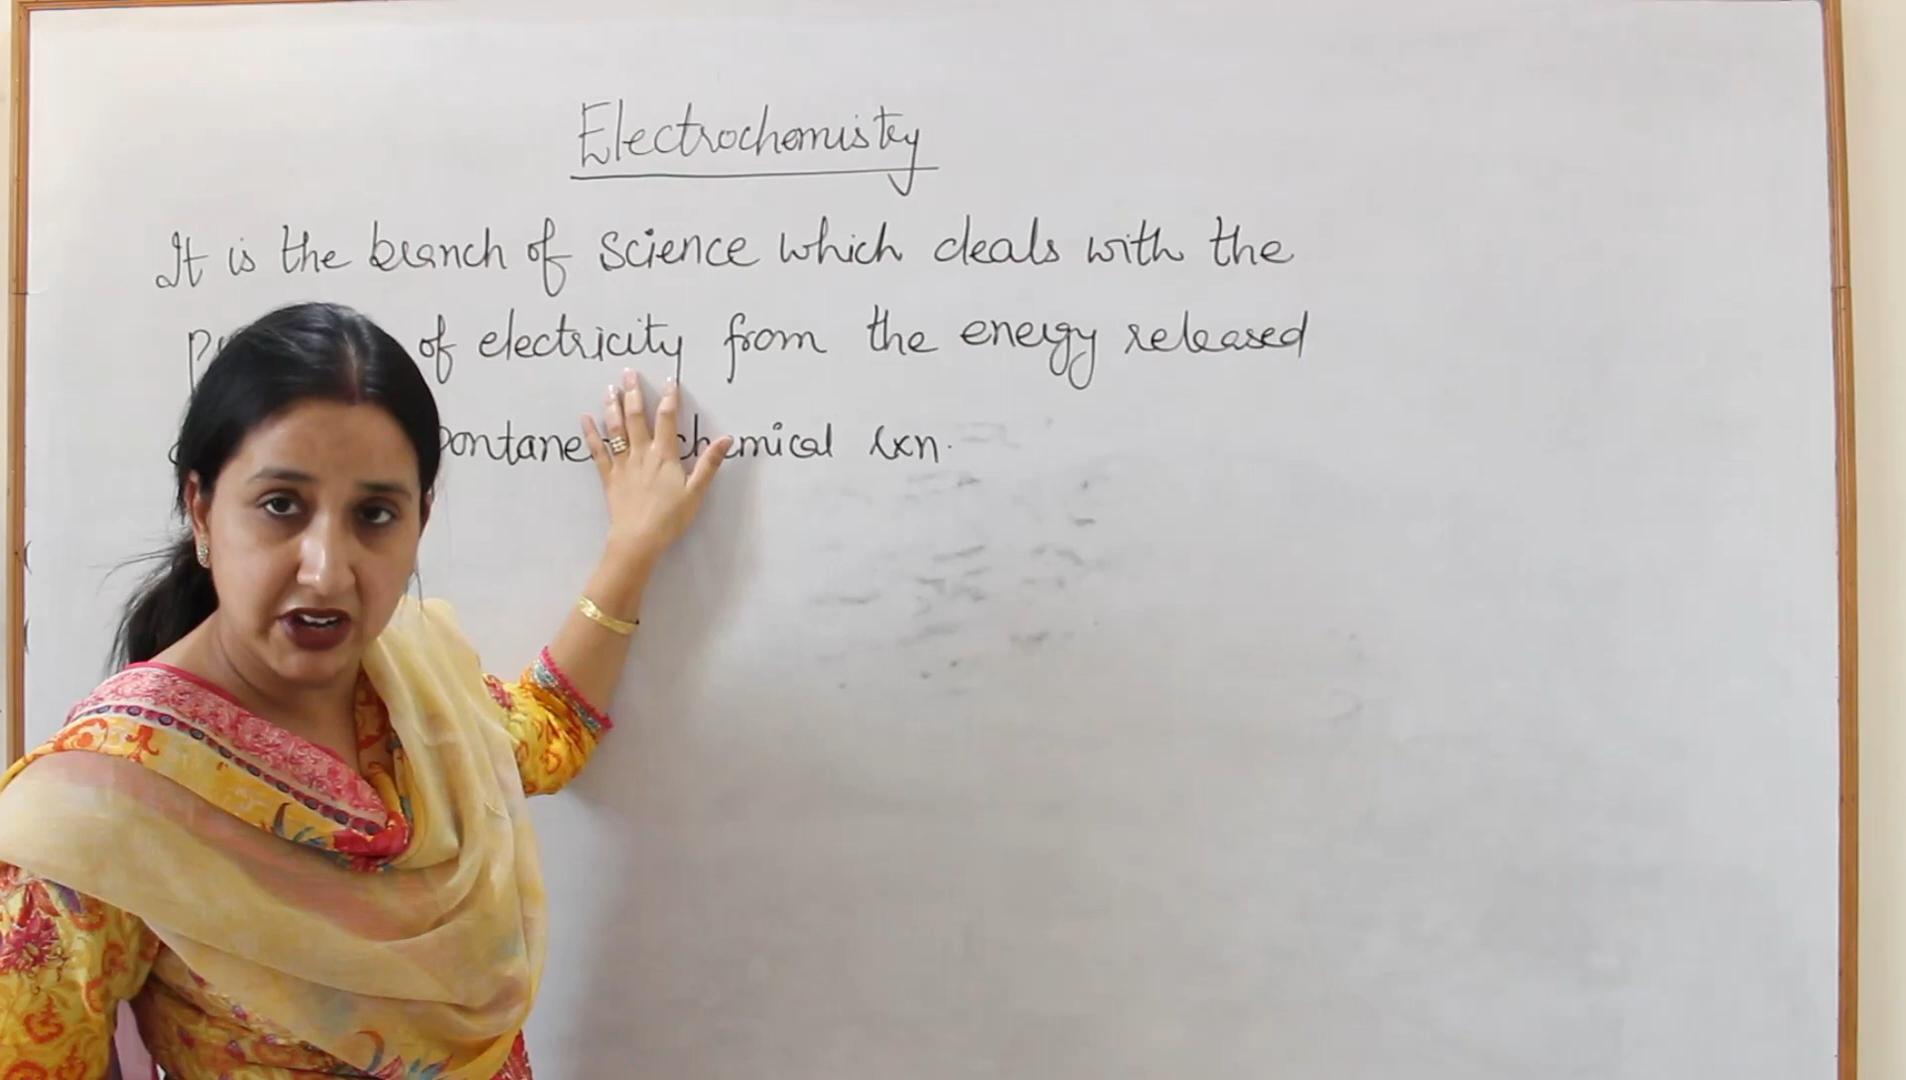 Electrochemistry
It is the branch of science which deals with the
of electricity from the energy released
chemical rxn.